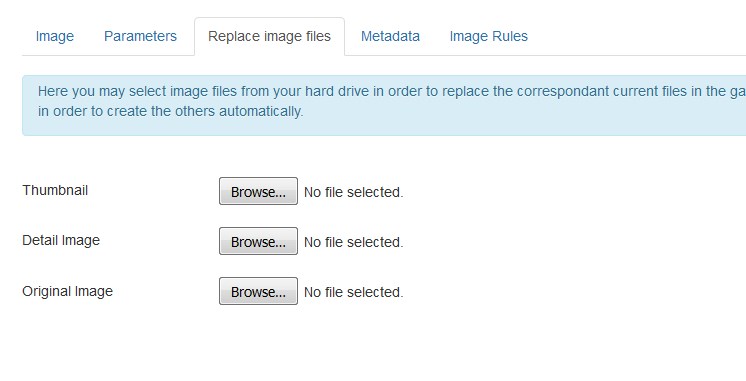 Image Parameters Replace image files Metadata Image Rules
Here you may select image files from your hard drive in order to replace the correspondant current files in the ga
in order to create the others automatically.
Thumbnail Browse... No file selected.
Detail Image Browse... No file selected.
Original Image Browse... No file selected.